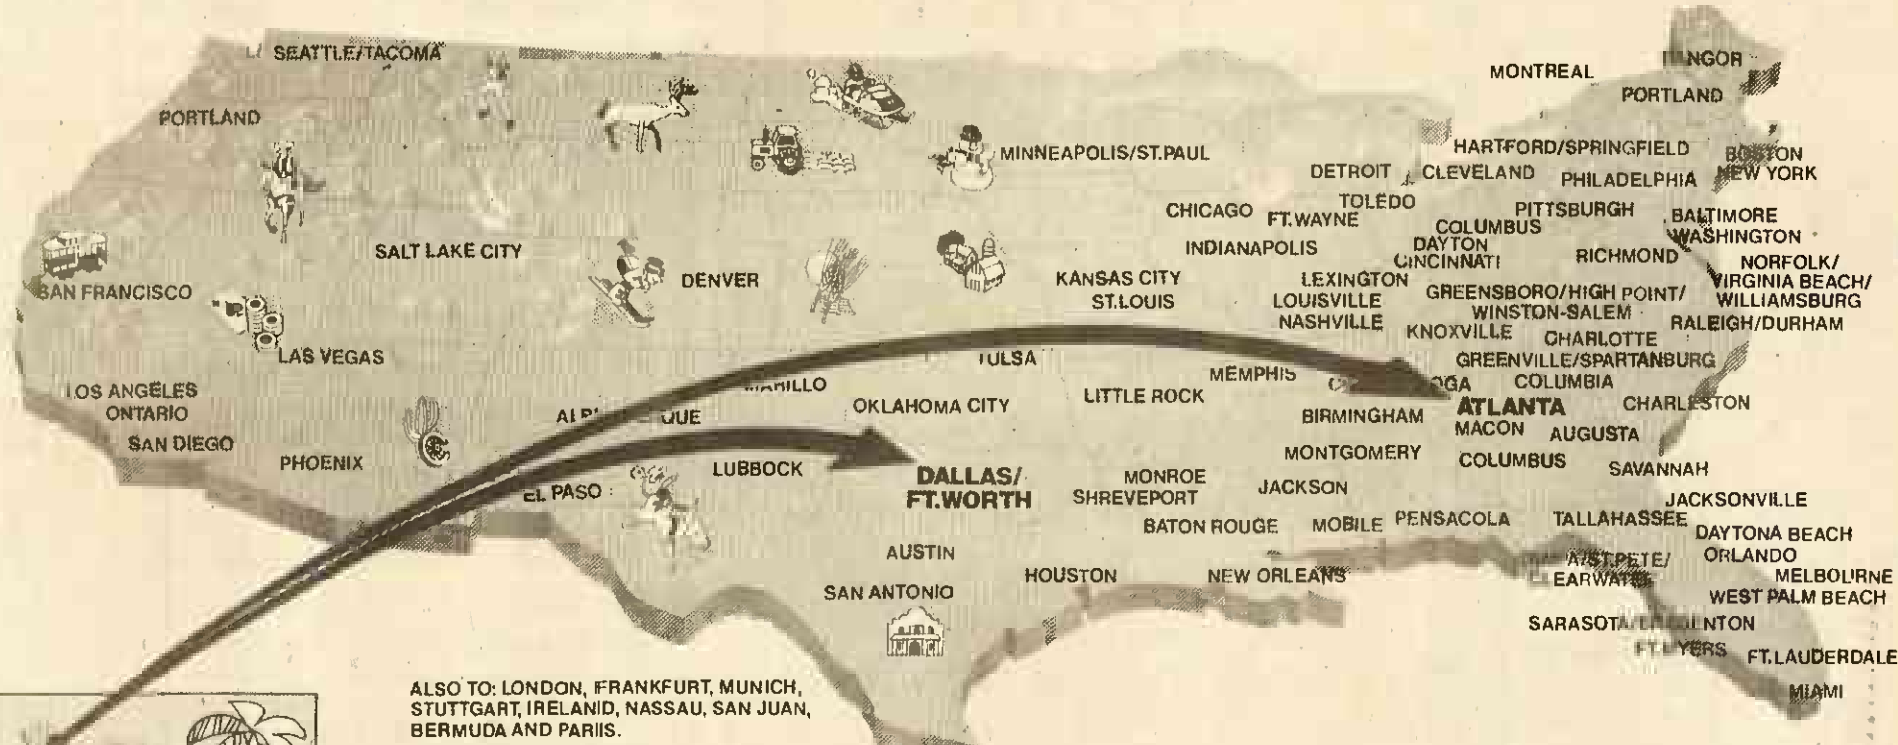 SEATTLE/TACOMA
PORTLAND
SAN FRANCISCO
SALT LAKE CITY
LAS VEGAS
LOS ANGELES
ONTARIO
SAN DIEGO
PHOENIX
DENVER
EL PASO
LUBBOCK
DALLAS/
FT.WORTH
AUSTIN
SAN ANTONIO
HOUSTON
OKLAHOMA CITY
TULSA
MINNEAPOLIS/ST.PAUL
KANSAS CITY
ST.LOUIS
LITTLE ROCK
MEMPHIS
MONROE
SHREVEPORT
BATON ROUGE
NEW ORLEANS
JACKSON
MOBILE
PENSACOLA
CHICAGO
INDIANAPOLIS
FT.WAYNE
DETROIT
TOLEDO
CLEVELAND
COLUMBUS
DAYTON
CINCINNATI
LEXINGTON
LOUISVILLE
NASHVILLE
KNOXVILLE
MONTREAL
PORTLAND
HARTFORD/SPRINGFIELD
BOSTON
NEW YORK
PHILADELPHIA
PITTSBURGH
BALTIMORE
WASHINGTON
RICHMOND
NORFOLK/
VIRGINIA BEACH/
WILLIAMSBURG
GREENSBORO/HIGH POINT/
WINSTON-SALEM
RALEIGH/DURHAM
CHARLOTTE
GREENVILLE/SPARTANBURG
COLUMBIA
CHARLESTON
ATLANTA
MACON
AUGUSTA
BIRMINGHAM
MONTGOMERY
COLUMBUS
SAVANNAH
JACKSONVILLE
TALLAHASSEE
DAYTONA BEACH
ORLANDO
MELBOURNE
WEST PALM BEACH
FT.LAUDERDALE
MIAMI
ALSO TO: LONDON, FRANKFURT, MUNICH,
STUTTGART, IRELAND, NASSAU, SAN JUAN,
BERMUDA AND PARIS.